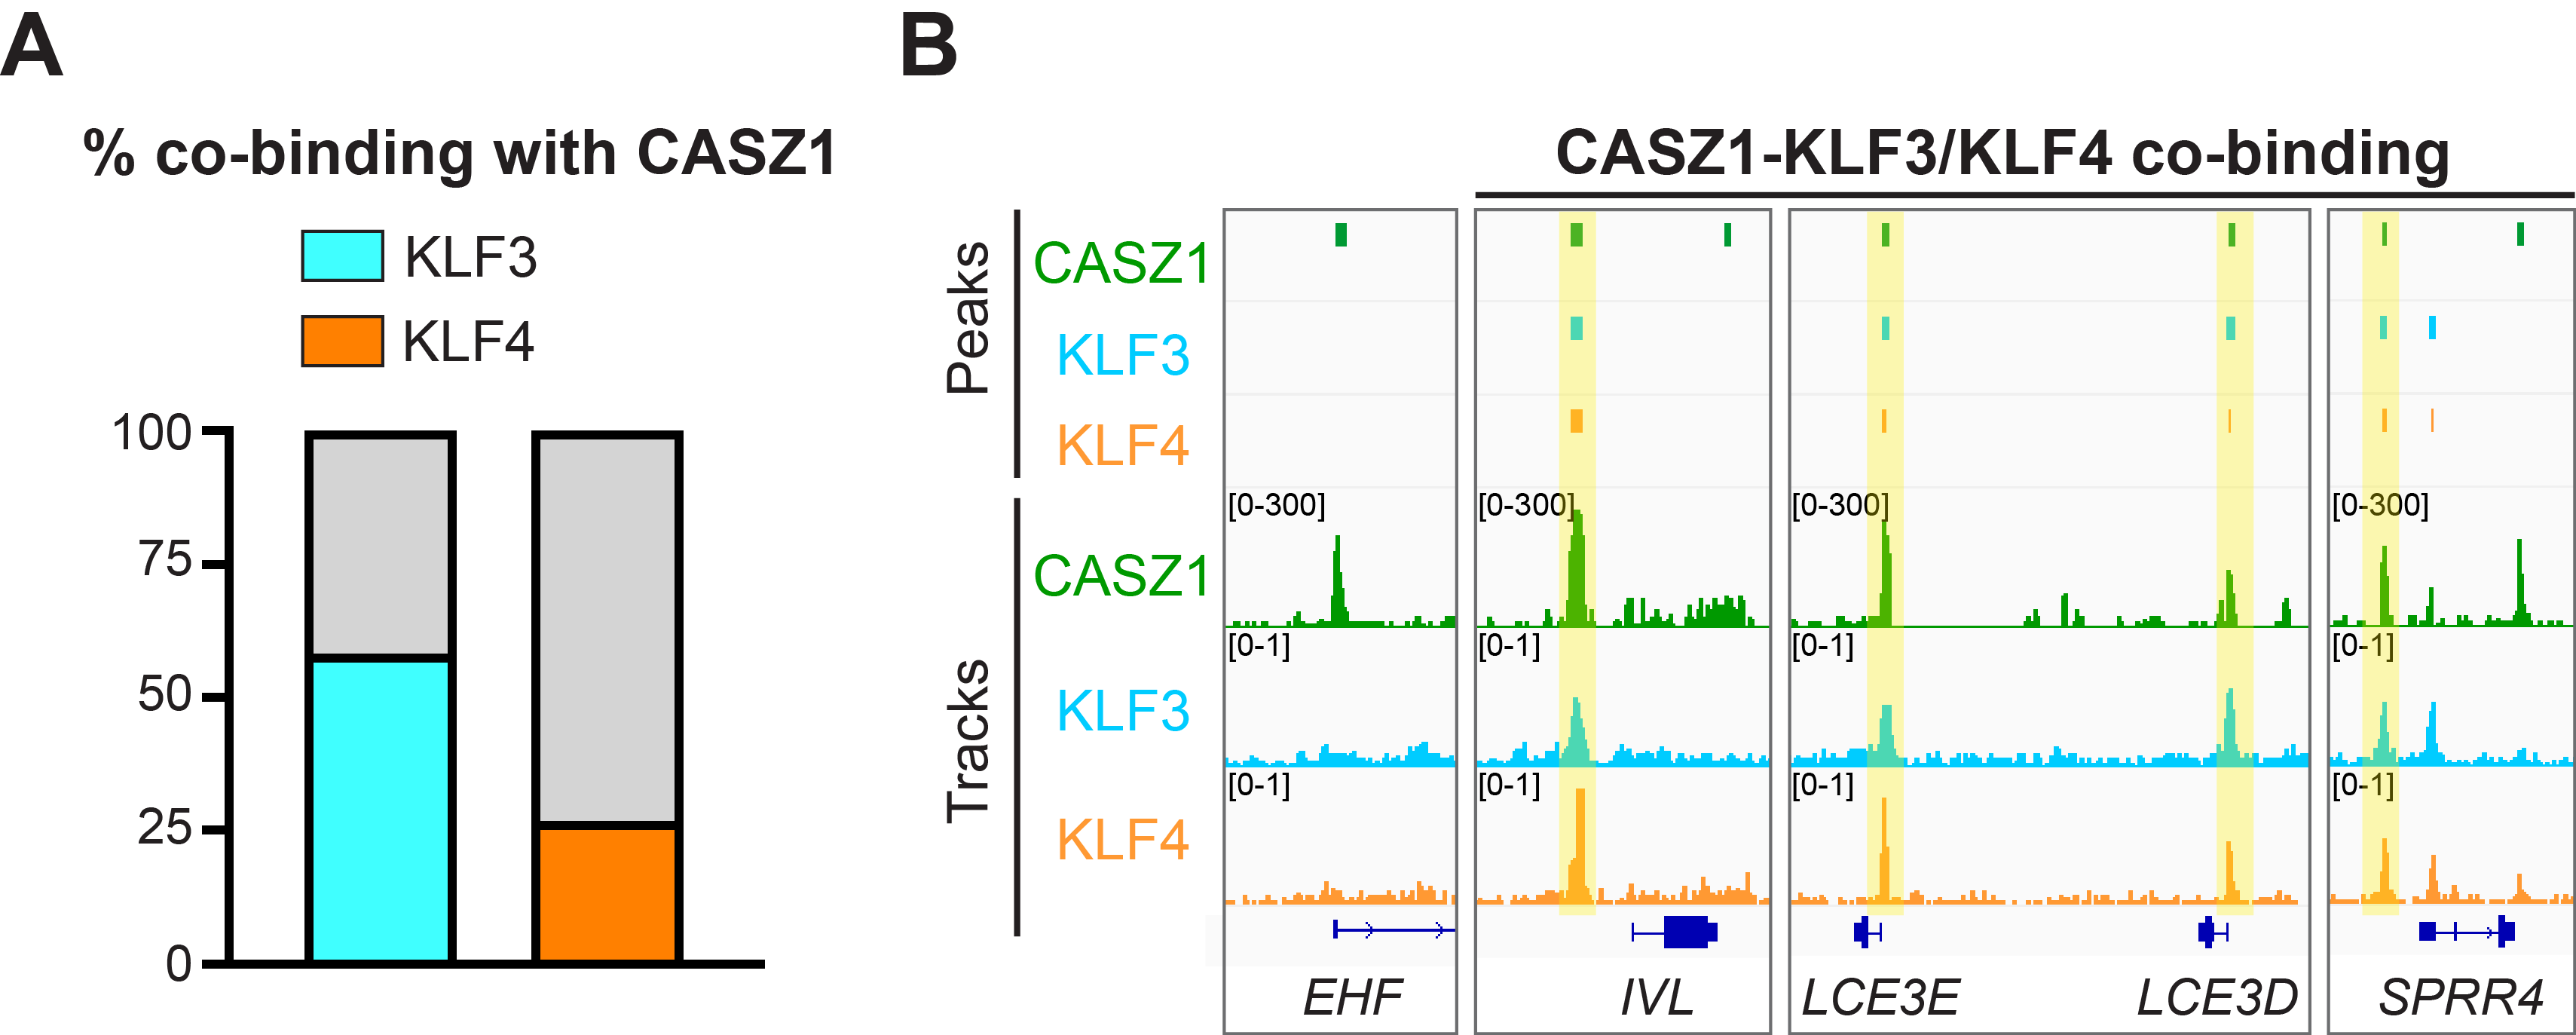 A
% co-binding with CASZ1
KLF3
KLF4
100
75
50
25
0
B
CASZ1-KLF3/KLF4 co-binding
Peaks
CASZ1
KLF3
KLF4
Tracks
[0-300] [0-300] [0-300] [0-300]
CASZ1
[0-1] [0-1] [0-1] [0-1]
KLF3
[0-1] [0-1] [0-1] [0-1]
KLF4
EHF IVL LCE3E LCE3D SPRR4